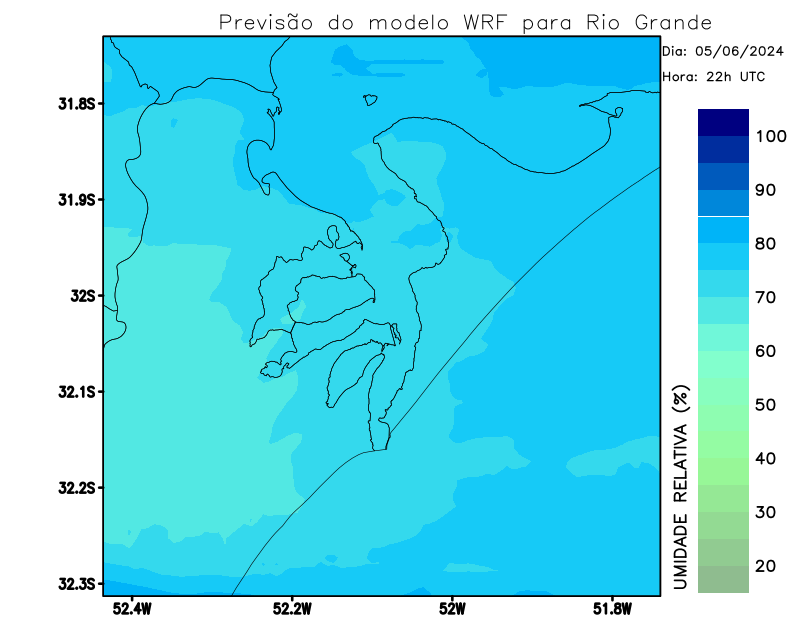 Previsão do modelo WRF para Rio Grande
Dia: 05/06/2024
Hora: 22h UTC
31.8S
31.9S
32S
32.1S
32.2S
32.3S
52.4W
52.2W
52W
51.8W
100
90
80
70
60
50
40
30
20
UMIDADE RELATIVA (%)